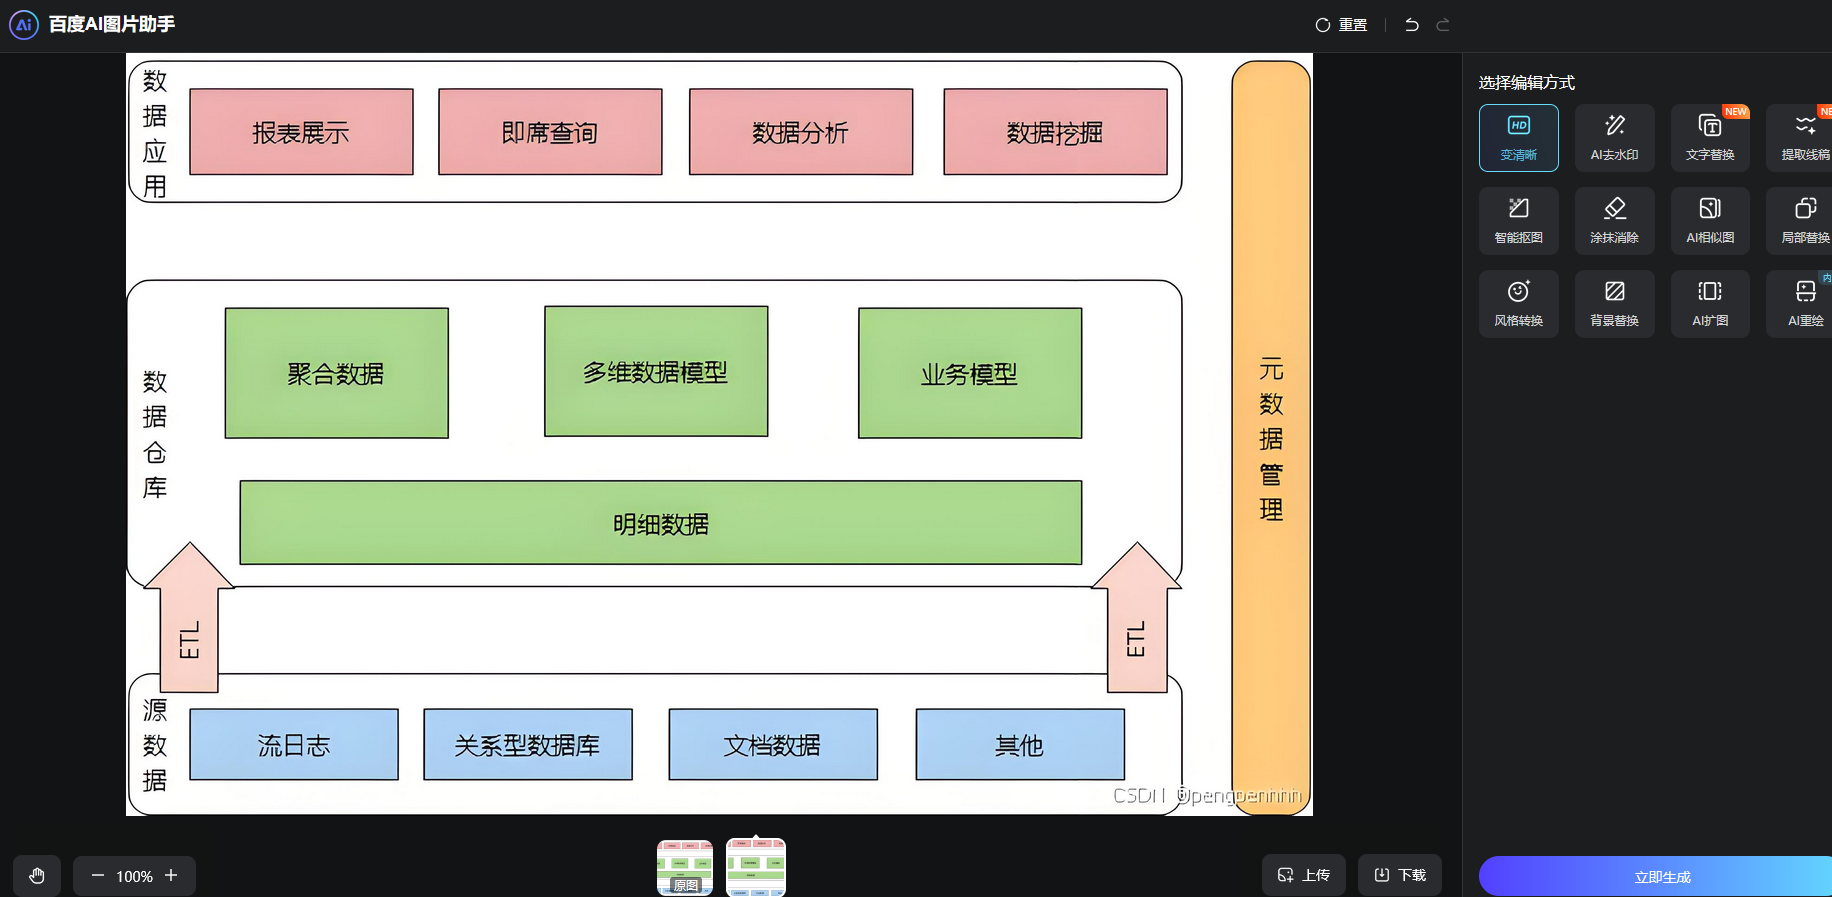 百度AI图片助手
重置
数据应用
报表展示
即席查询
数据分析
数据挖掘
数据仓库
聚合数据
多维数据模型
业务模型
明细数据
ETL
ETL
源数据
流日志
关系型数据库
文档数据
其他
元数据管理
CSDN @pengpenhhh
选择编辑方式
HD
变清晰
AI去水印
NEW
文字替换
NE
提取线稿
智能抠图
涂抹消除
AI相似图
局部替换
风格转换
背景替换
AI扩图
内
AI重绘
100%
原图
上传
下载
立即生成